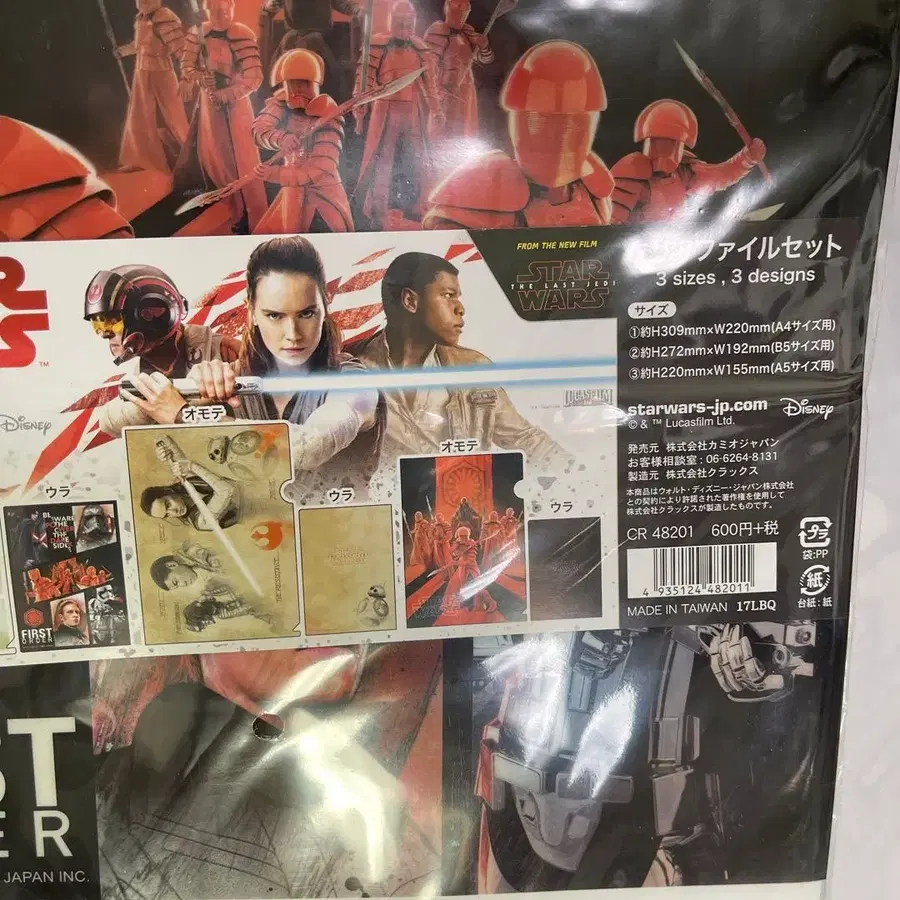 FROM THE NEW FILM
STAR
THE LAST JEDI
WARS
ファイルセット
3 sizes , 3 designs
サイズ
①約H309mm×W220mm(A4サイズ用)
②約H272mm×W192mm(B5サイズ用)
③約H220mm×W155mm(A5サイズ用)
starwars-jp.com Disney
© & ™ Lucasfilm Ltd.
発売元 株式会社カミオジャパン
お客様相談室：06-6264-8131
製造元 株式会社クラックス
本商品はウォルト・ディズニー・ジャパン株式会社
との契約により許諾された著作権を使用して
株式会社クラックスが製造したものです。
CR 48201 600円+税
プラ
袋:PP
紙
台紙:紙
4 935124 482011
MADE IN TAIWAN 17LBQ
™
Disney
LUCASFILM
オモテ
オモテ
ウラ
ウラ
ウラ
FIRST
ORDER
ST
ER
JAPAN INC.